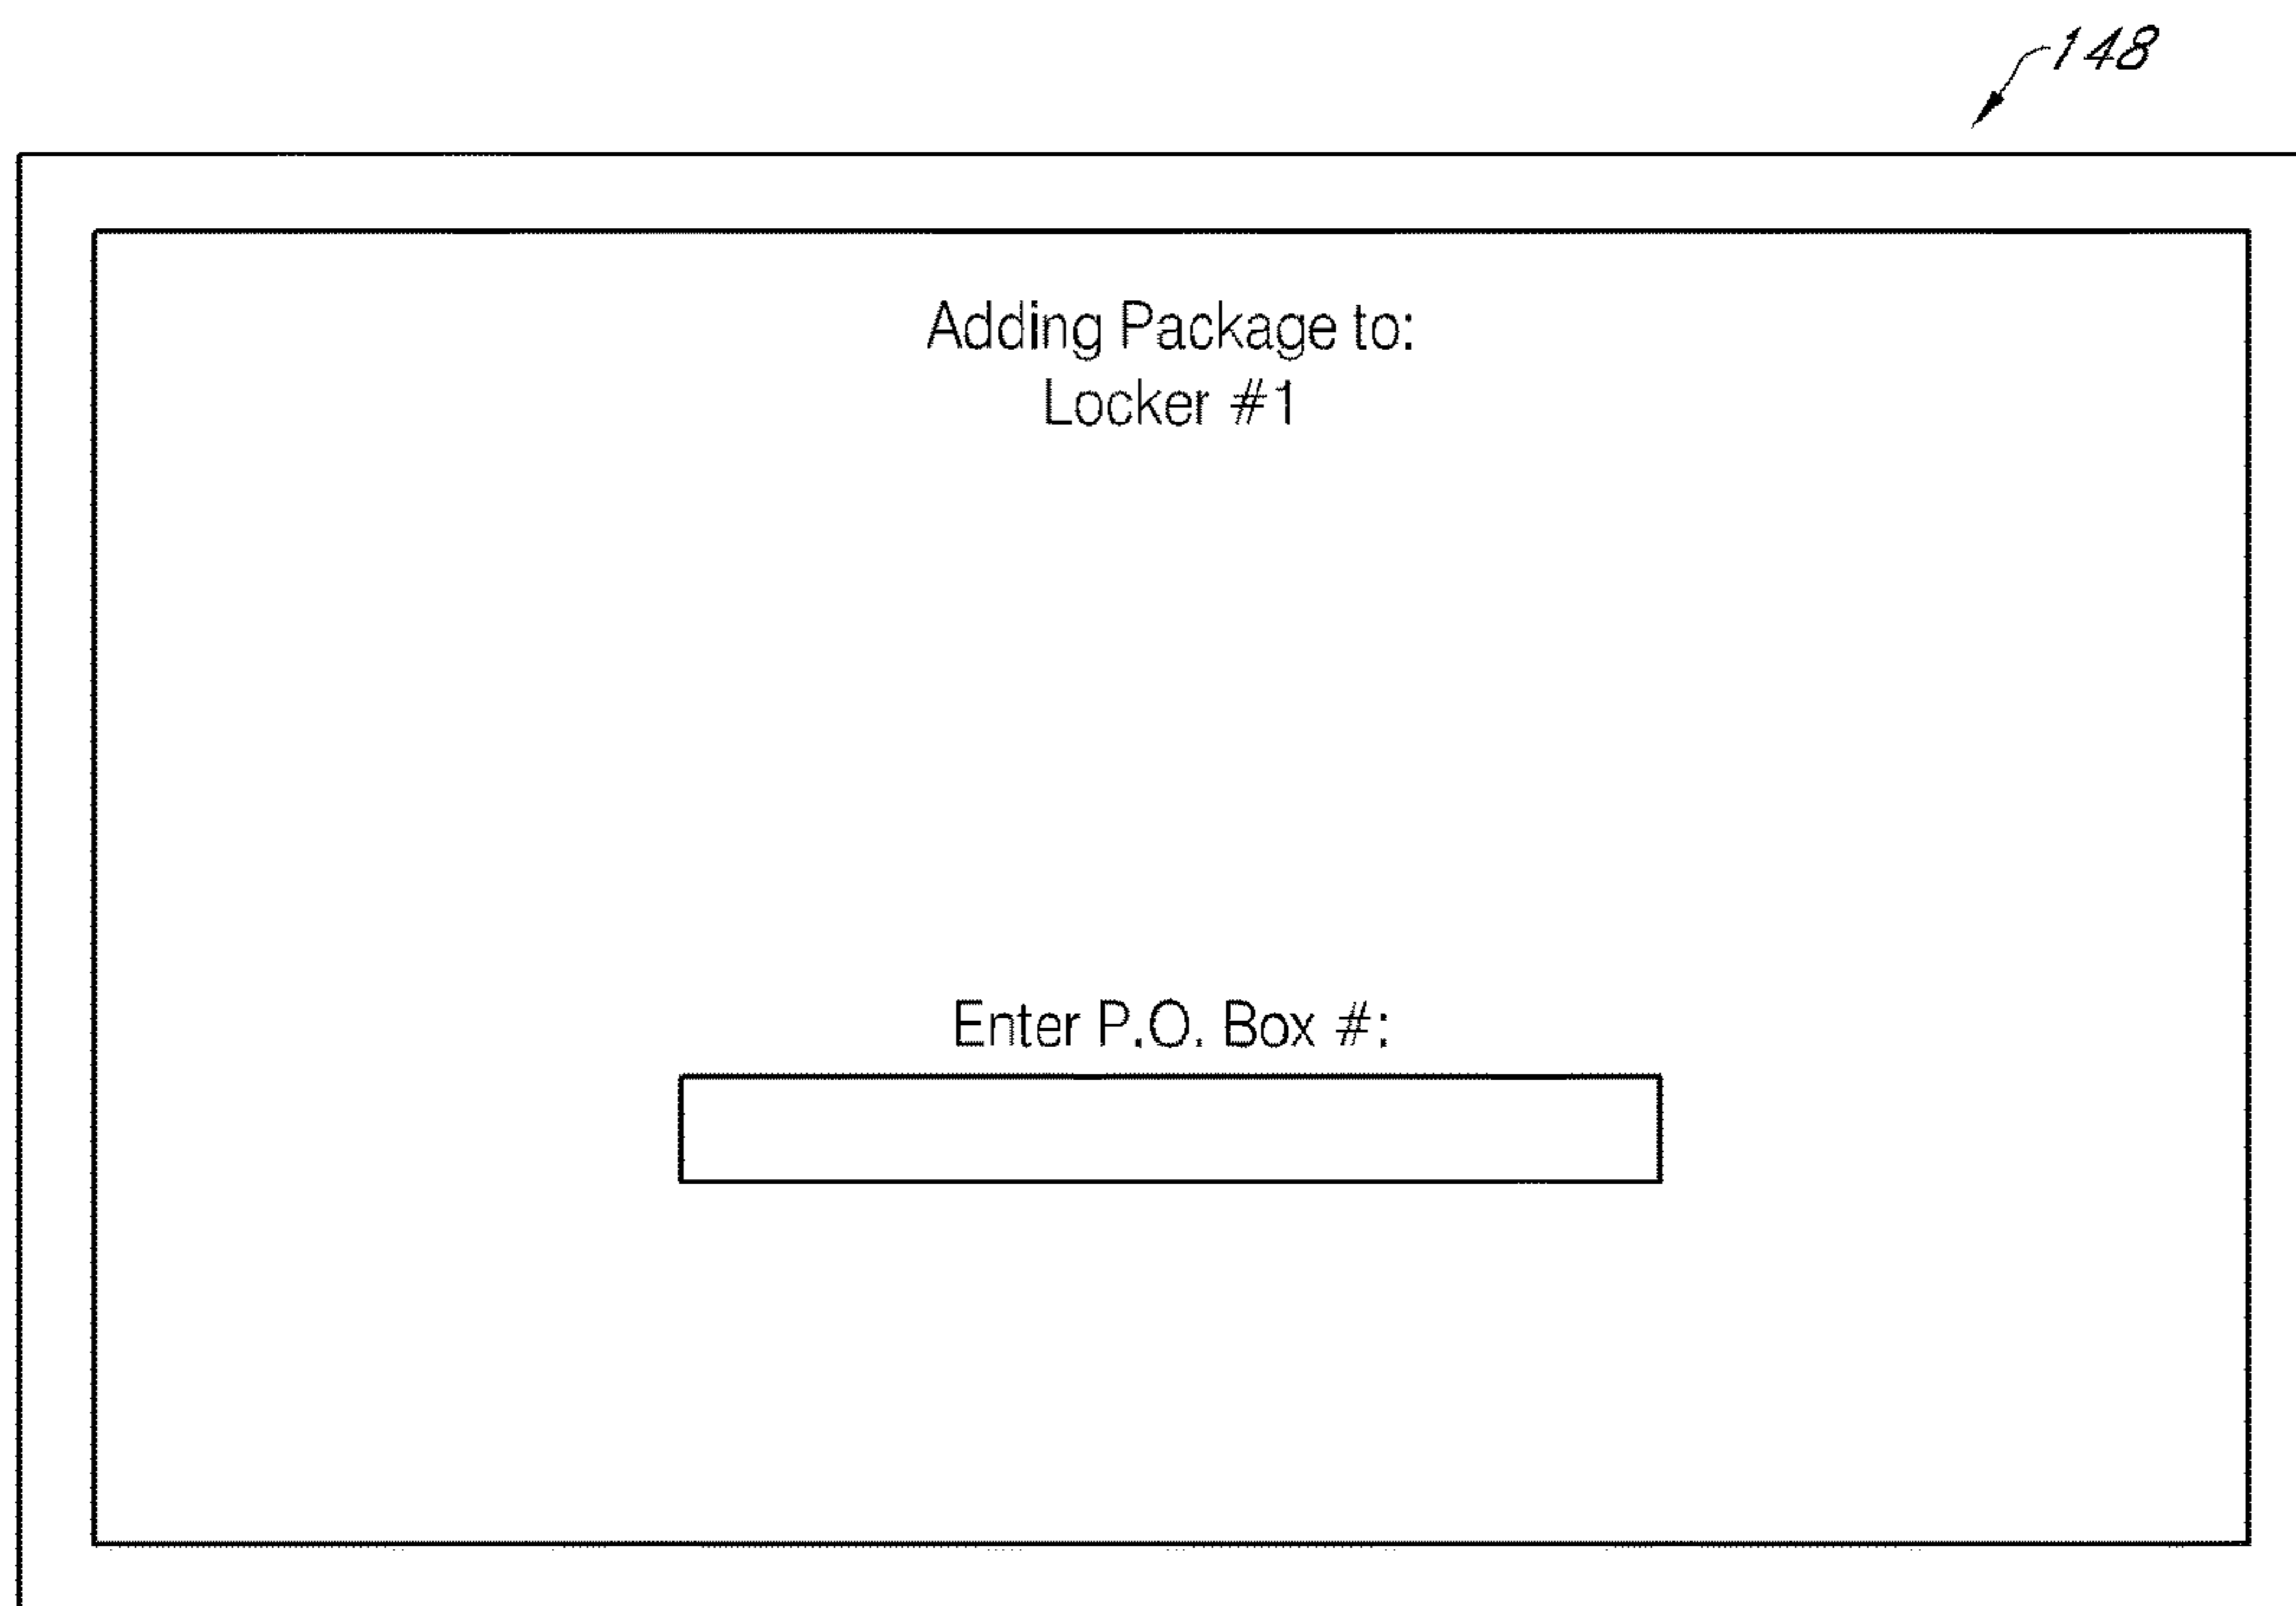 148
Adding Package to:
Locker #1
Enter P.O. Box #: